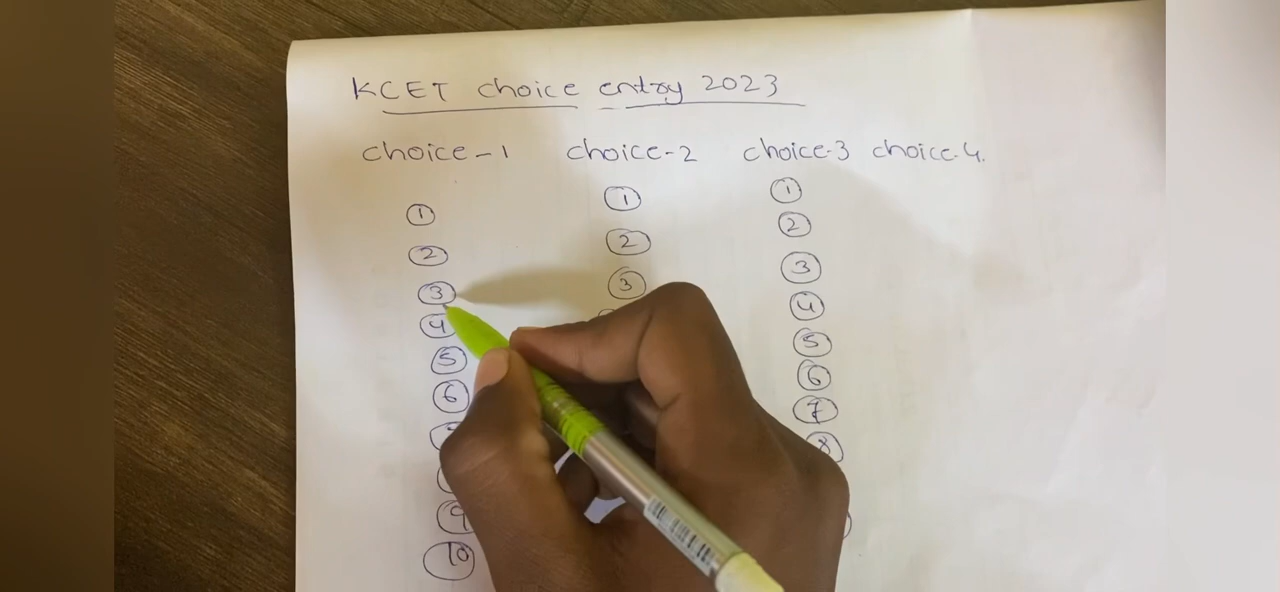 KCET choice entry 2023
choice-1 choice-2 choice-3 choice-4.
1 1 1
2 2 2
3 3 3
4 4
5 5
6 6
7
8
9
10